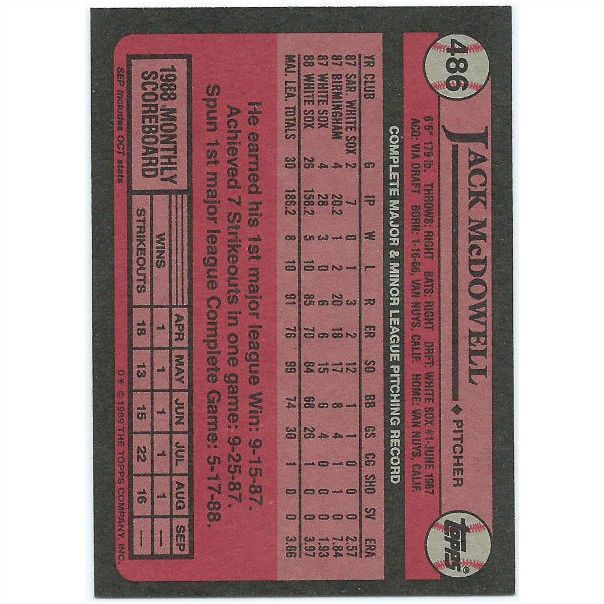 486
JACK McDOWELL ◆ PITCHER
TOPPS
6'5" 179 lb. THROWS: RIGHT BATS: RIGHT DRFT: WHITE SOX #1-JUNE 1987
ACQ: VIA DRAFT BORN: 1-16-66, VAN NUYS, CALIF. HOME: VAN NUYS, CALIF.
COMPLETE MAJOR & MINOR LEAGUE PITCHING RECORD
YR CLUB G IP W L R ER SO BB GS CG SHO SV ERA
87 SAR. WHITE SOX 2 7 0 1 3 2 12 1 1 0 0 0 2.57
87 BIRMINGHAM 4 20.2 1 2 20 18 17 8 4 0 0 0 7.84
87 WHITE SOX 4 28 3 0 6 6 15 6 4 0 0 0 1.93
88 WHITE SOX 26 158.2 5 10 85 70 84 68 26 1 0 0 3.97
MAJ. LEA. TOTALS 30 186.2 8 10 91 76 99 74 30 1 0 0 3.66
He earned his 1st major league Win: 9-15-87.
Achieved 7 Strikeouts in one game: 9-25-87.
Spun 1st major league Complete Game: 5-17-88.
1988 MONTHLY
SCOREBOARD
APR MAY JUN JUL AUG SEP
WINS 1 1 1 1 1 —
STRIKEOUTS 18 13 15 22 16 —
SEP includes OCT stats
D* © 1989 THE TOPPS COMPANY, INC.